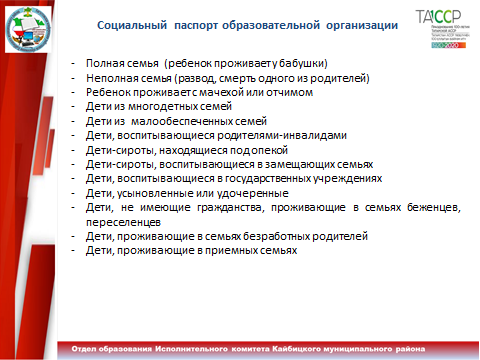 Социальный паспорт образовательной организации
ТАССР
1920-2020
- Полная семья (ребенок проживает у бабушки)
- Неполная семья (развод, смерть одного из родителей)
- Ребенок проживает с мачехой или отчимом
- Дети из многодетных семей
- Дети из малообеспеченных семей
- Дети, воспитывающиеся родителями-инвалидами
- Дети-сироты, находящиеся под опекой
- Дети-сироты, воспитывающиеся в замещающих семьях
- Дети, воспитывающиеся в государственных учреждениях
- Дети, усыновленные или удочеренные
- Дети, не имеющие гражданства, проживающие в семьях беженцев,
переселенцев
- Дети, проживающие в семьях безработных родителей
- Дети, проживающие в приемных семьях
Отдел образования Исполнительного комитета Кайбицкого муниципального района